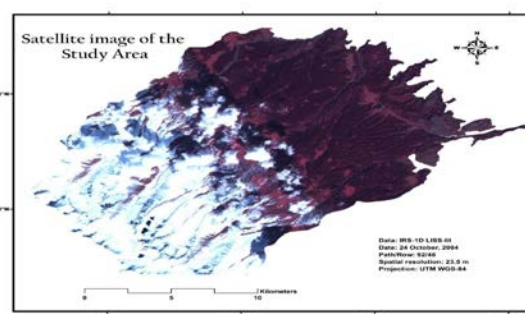 Satellite image of the
Study Area
N
W
E
S
Data: IRS-1D LISS-III
Date: 24 October, 2004
Path/Row: 92/46
Spatial resolution: 23.5 m
Projection: UTM WGS-84
Kilometers
0
5
10